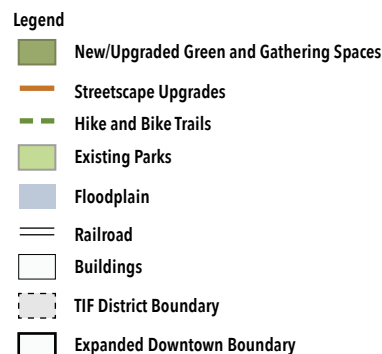 Legend
New/Upgraded Green and Gathering Spaces
Streetscape Upgrades
Hike and Bike Trails
Existing Parks
Floodplain
Railroad
Buildings
TIF District Boundary
Expanded Downtown Boundary